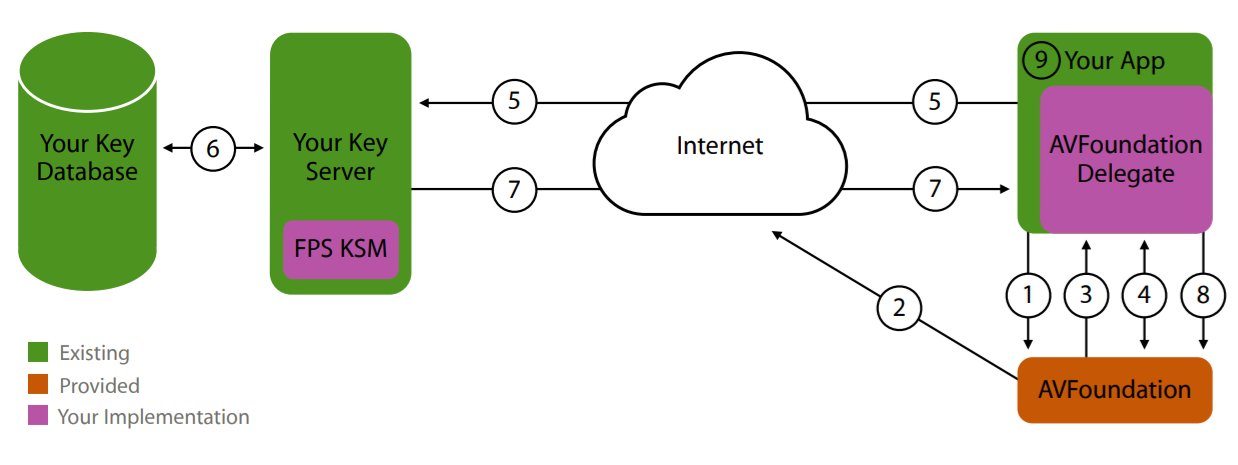 Your Key
Database
6
Your Key
Server
FPS KSM
5
7
Internet
5
7
2
9 Your App
AVFoundation
Delegate
1
3
4
8
AVFoundation
Existing
Provided
Your Implementation